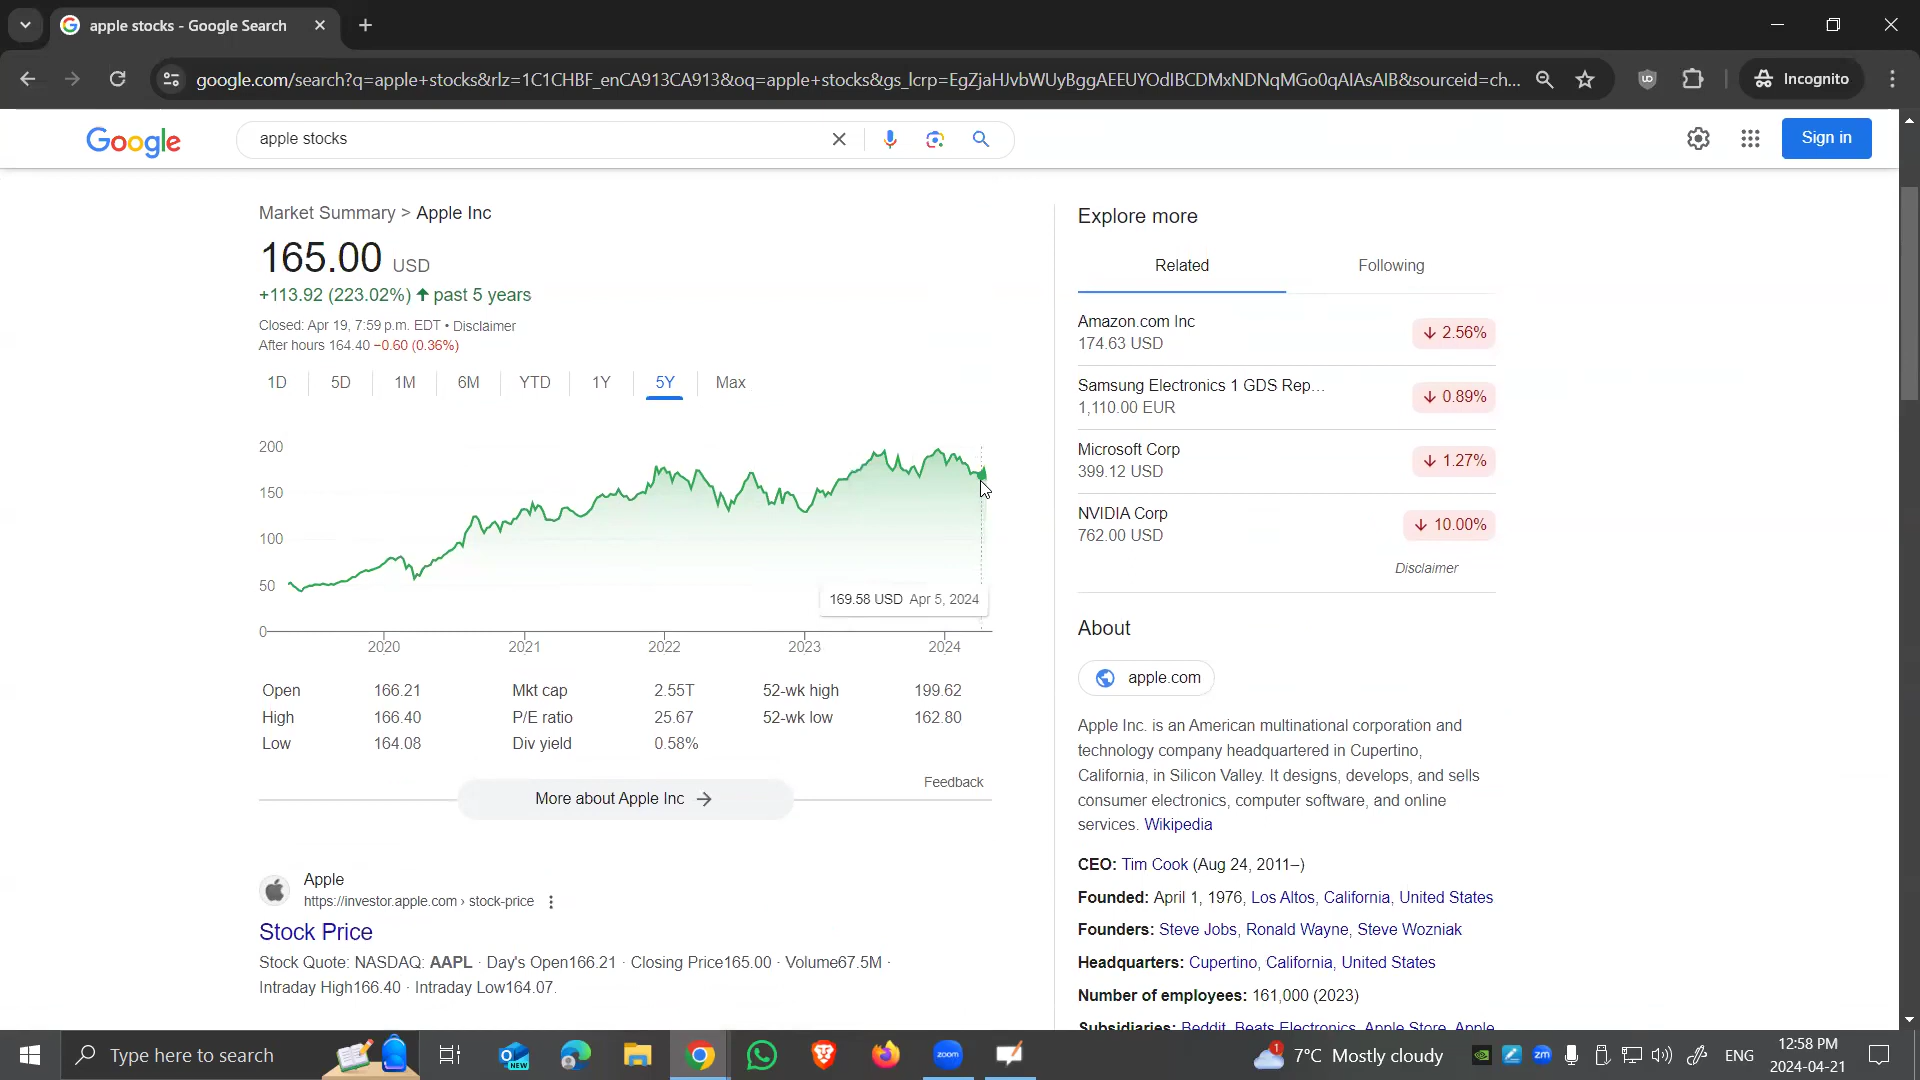 apple stocks - Google Search
google.com/search?q=apple+stocks&rlz=1C1CHBF_enCA913CA913&oq=apple+stocks&gs_lcrp=EgZjaHJvbWUyBggAEEUYOdIBCDMxNDNqMGo0qAIAsAIB&sourceid=ch...
Incognito
Google
apple stocks
Sign in
Market Summary > Apple Inc
165.00 USD
+113.92 (223.02%) past 5 years
Closed: Apr 19, 7:59 p.m. EDT • Disclaimer
After hours 164.40 −0.60 (0.36%)
1D 5D 1M 6M YTD 1Y 5Y Max
200
150
100
50
0
169.58 USD Apr 5, 2024
2020 2021 2022 2023 2024
Open 166.21 Mkt cap 2.55T 52-wk high 199.62
High 166.40 P/E ratio 25.67 52-wk low 162.80
Low 164.08 Div yield 0.58%
Feedback
More about Apple Inc
Apple
https://investor.apple.com › stock-price
Stock Price
Stock Quote: NASDAQ: AAPL · Day's Open166.21 · Closing Price165.00 · Volume67.5M ·
Intraday High166.40 · Intraday Low164.07.
Explore more
Related Following
Amazon.com Inc
174.63 USD
2.56%
Samsung Electronics 1 GDS Rep...
1,110.00 EUR
0.89%
Microsoft Corp
399.12 USD
1.27%
NVIDIA Corp
762.00 USD
10.00%
Disclaimer
About
apple.com
Apple Inc. is an American multinational corporation and
technology company headquartered in Cupertino,
California, in Silicon Valley. It designs, develops, and sells
consumer electronics, computer software, and online
services. Wikipedia
CEO: Tim Cook (Aug 24, 2011–)
Founded: April 1, 1976, Los Altos, California, United States
Founders: Steve Jobs, Ronald Wayne, Steve Wozniak
Headquarters: Cupertino, California, United States
Number of employees: 161,000 (2023)
Subsidiaries: Beddit, Beats Electronics, Apple Store, Apple
Type here to search
NEW
zoom
1
7°C Mostly cloudy
zm
ENG
12:58 PM
2024-04-21